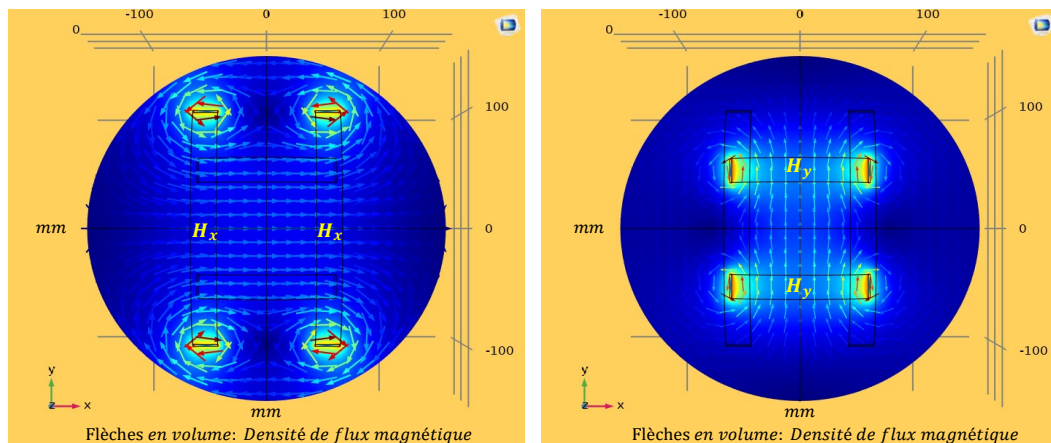 -100 0 100
0
100
H_x H_x
mm
0
-100
y
z x
mm
Flèches en volume: Densité de flux magnétique
-100 0 100
0
100
H_y
mm
0
H_y
-100
y
z x
mm
Flèches en volume: Densité de flux magnétique